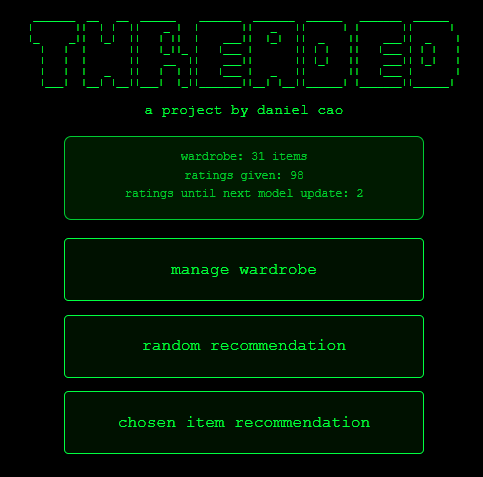 THREADED
a project by daniel cao
wardrobe: 31 items
ratings given: 98
ratings until next model update: 2
manage wardrobe
random recommendation
chosen item recommendation